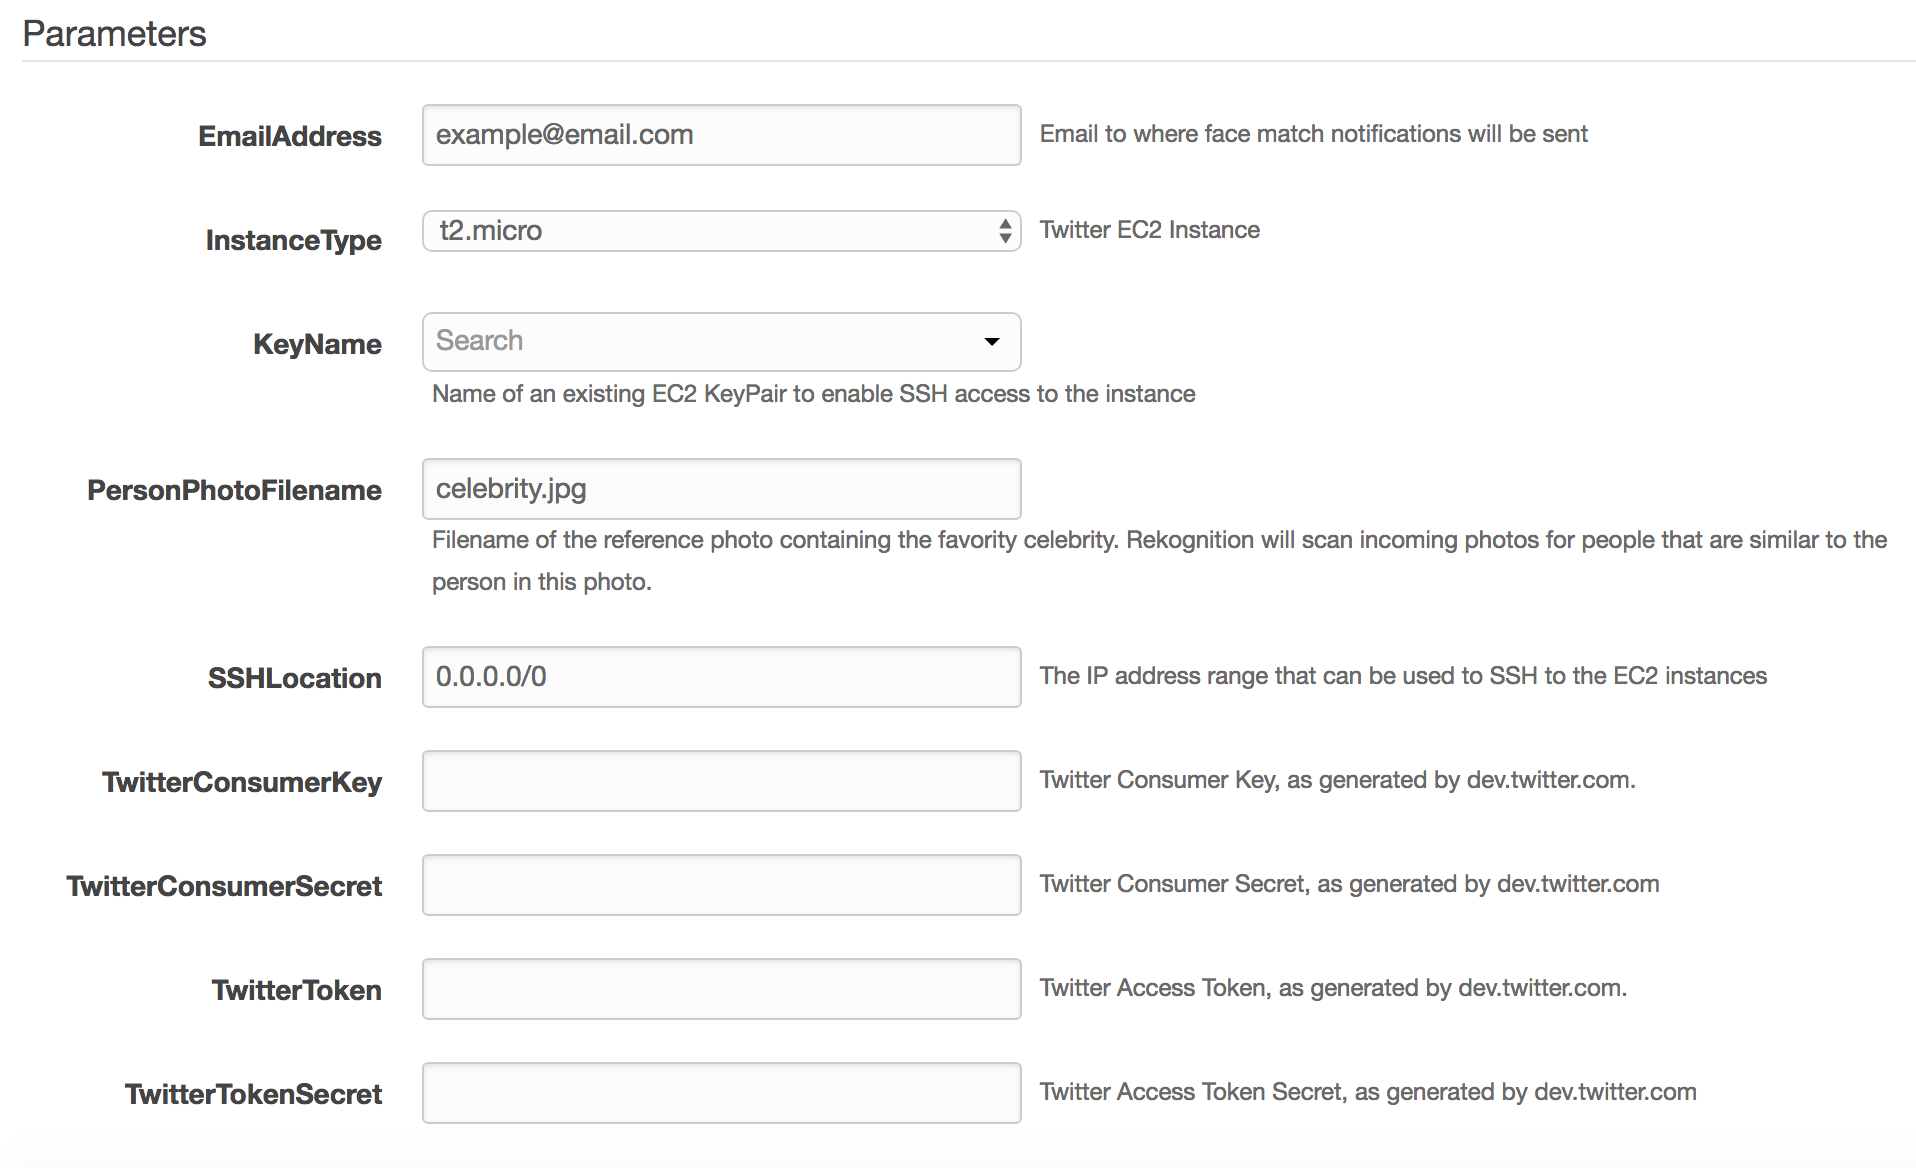 Parameters
EmailAddress example@email.com Email to where face match notifications will be sent
InstanceType t2.micro Twitter EC2 Instance
KeyName Search
Name of an existing EC2 KeyPair to enable SSH access to the instance
PersonPhotoFilename celebrity.jpg
Filename of the reference photo containing the favority celebrity. Rekognition will scan incoming photos for people that are similar to the
person in this photo.
SSHLocation 0.0.0.0/0 The IP address range that can be used to SSH to the EC2 instances
TwitterConsumerKey Twitter Consumer Key, as generated by dev.twitter.com.
TwitterConsumerSecret Twitter Consumer Secret, as generated by dev.twitter.com
TwitterToken Twitter Access Token, as generated by dev.twitter.com.
TwitterTokenSecret Twitter Access Token Secret, as generated by dev.twitter.com